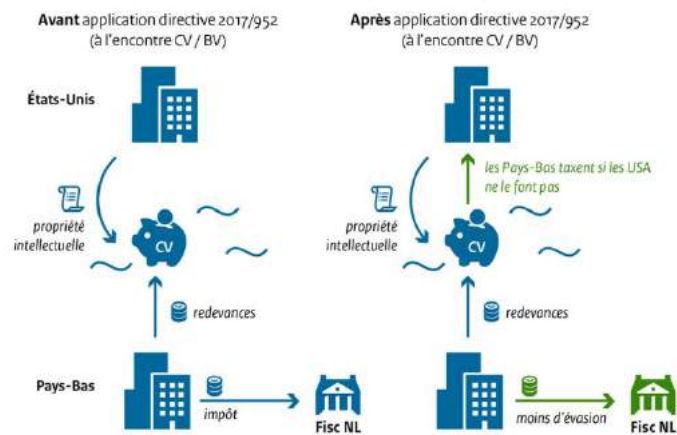 Avant application directive 2017/952
(à l'encontre CV / BV)
États-Unis
propriété
intellectuelle
CV
redevances
Pays-Bas
impôt
Fisc NL
Après application directive 2017/952
(à l'encontre CV / BV)
les Pays-Bas taxent si les USA
ne le font pas
propriété
intellectuelle
CV
redevances
moins d'évasion
Fisc NL